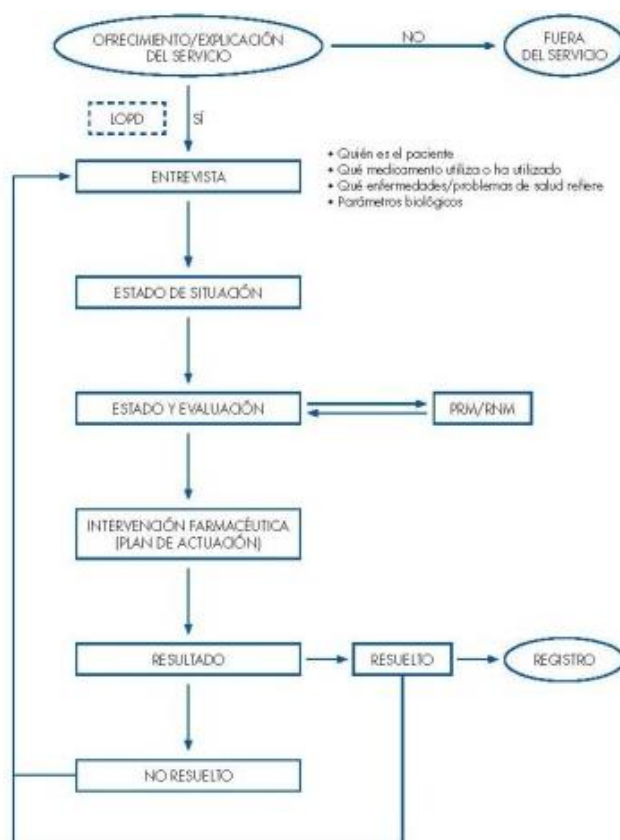 OFRECIMIENTO/EXPLICACIÓN
DEL SERVICIO
NO
FUERA
DEL SERVICIO
LOPD
SÍ
ENTREVISTA
• Quién es el paciente
• Qué medicamento utiliza o ha utilizado
• Qué enfermedades/problemas de salud refiere
• Parámetros biológicos
ESTADO DE SITUACIÓN
ESTADO Y EVALUACIÓN
PRM/RNM
INTERVENCIÓN FARMACÉUTICA
(PLAN DE ACTUACIÓN)
RESULTADO
RESUELTO
REGISTRO
NO RESUELTO